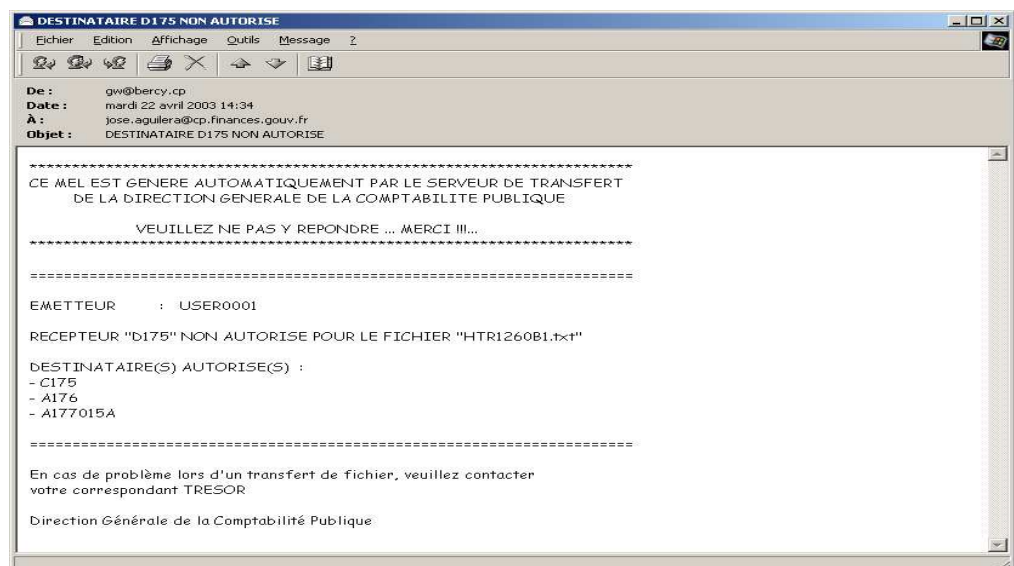 DESTINATAIRE D175 NON AUTORISE
Fichier Edition Affichage Outils Message ?
De : gw@bercy.cp
Date : mardi 22 avril 2003 14:34
À : jose.aguilera@cp.finances.gouv.fr
Objet : DESTINATAIRE D175 NON AUTORISE
***********************************************************************
CE MEL EST GENERE AUTOMATIQUEMENT PAR LE SERVEUR DE TRANSFERT
DE LA DIRECTION GENERALE DE LA COMPTABILITE PUBLIQUE
VEUILLEZ NE PAS Y REPONDRE ... MERCI !!!...
***********************************************************************
=======================================================================
EMETTEUR : USER0001
RECEPTEUR "D175" NON AUTORISE POUR LE FICHIER "HTR1260B1.txt"
DESTINATAIRE(S) AUTORISE(S) :
- C175
- A176
- A177015A
=======================================================================
En cas de problème lors d'un transfert de fichier, veuillez contacter
votre correspondant TRESOR
Direction Générale de la Comptabilité Publique